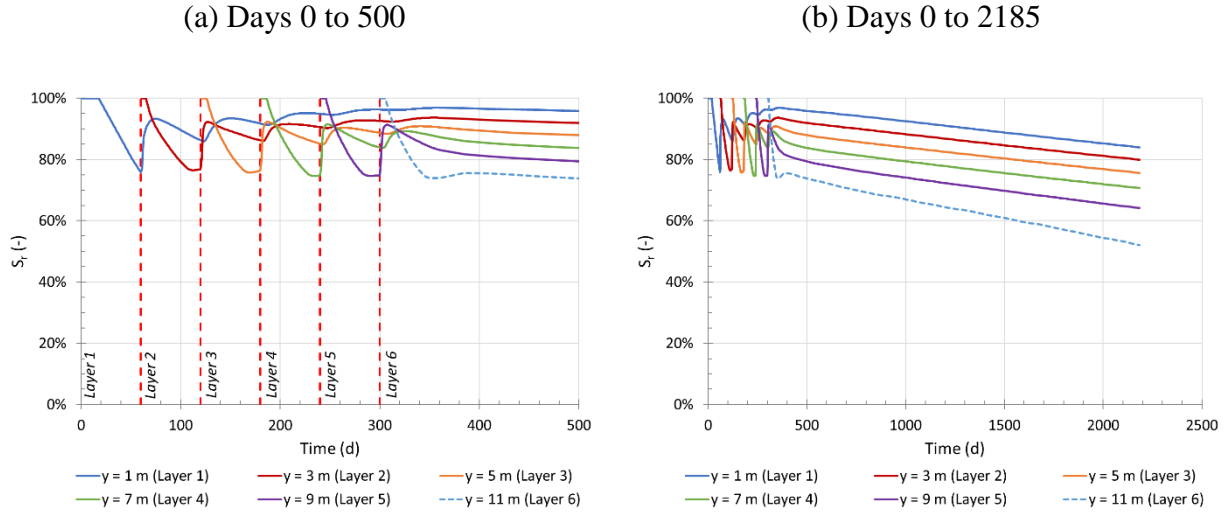 (a) Days 0 to 500
(b) Days 0 to 2185
100%
80%
60%
40%
20%
0%
Sr (-)
Layer 1
Layer 2
Layer 3
Layer 4
Layer 5
Layer 6
0 100 200 300 400 500
Time (d)
y = 1 m (Layer 1) y = 3 m (Layer 2) y = 5 m (Layer 3)
y = 7 m (Layer 4) y = 9 m (Layer 5) y = 11 m (Layer 6)
100%
80%
60%
40%
20%
0%
Sr (-)
0 500 1000 1500 2000 2500
Time (d)
y = 1 m (Layer 1) y = 3 m (Layer 2) y = 5 m (Layer 3)
y = 7 m (Layer 4) y = 9 m (Layer 5) y = 11 m (Layer 6)